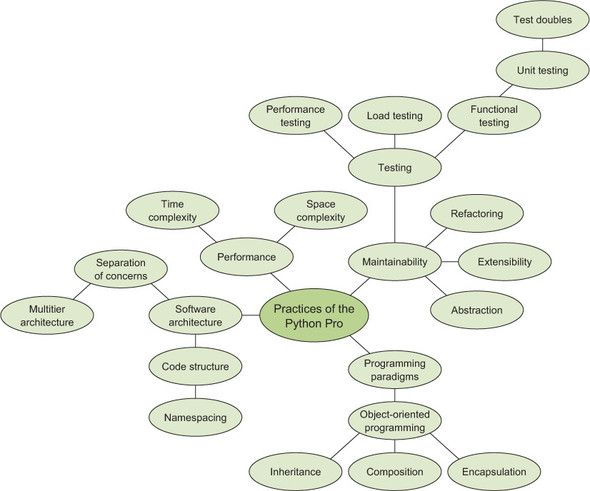 Test doubles
Unit testing
Performance
testing
Load testing
Functional
testing
Testing
Time
complexity
Space
complexity
Refactoring
Performance
Maintainability
Extensibility
Separation
of concerns
Abstraction
Multitier
architecture
Software
architecture
Practices of the
Python Pro
Code structure
Programming
paradigms
Namespacing
Object-oriented
programming
Inheritance
Composition
Encapsulation